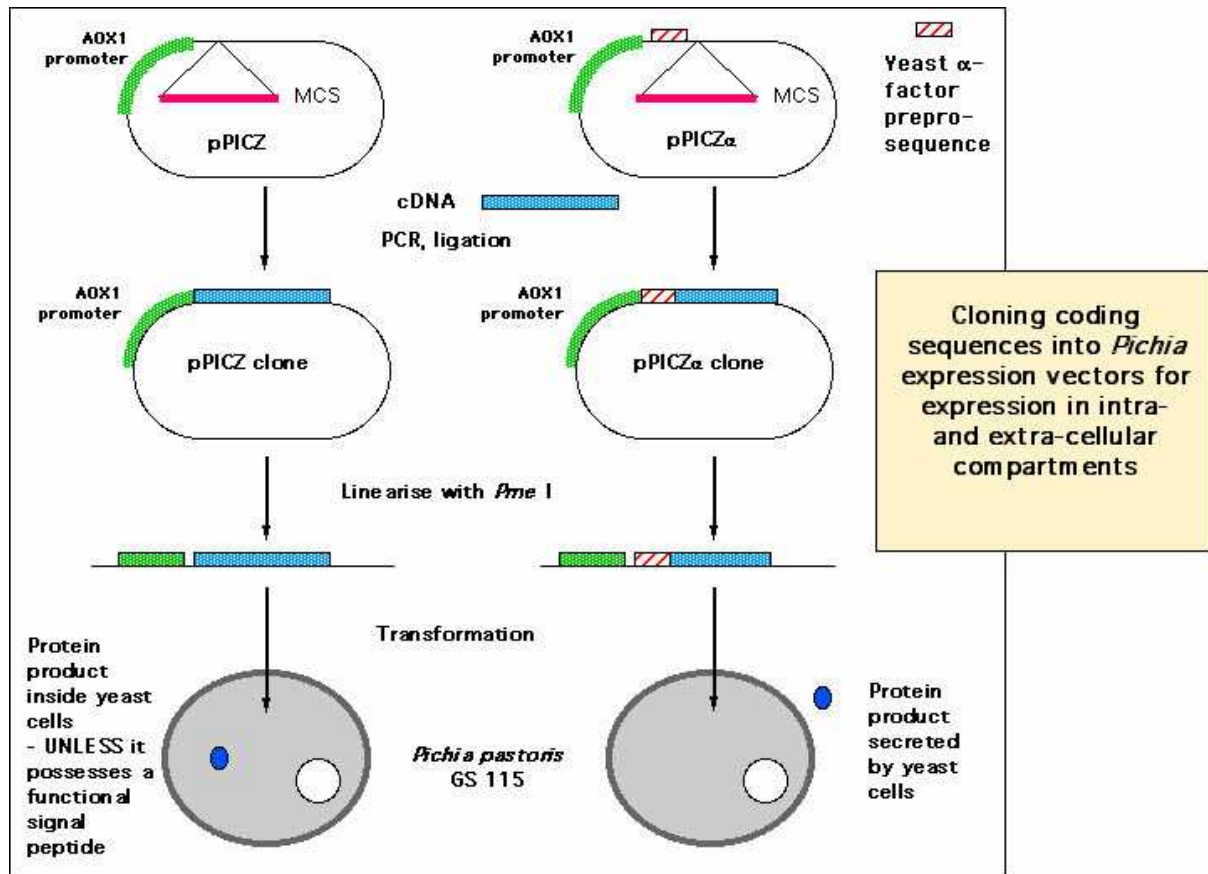 AOX1
promoter
MCS
pPICZ
AOX1
promoter
MCS
pPICZα
Yeast α-
factor
prepro-
sequence
cDNA
PCR, ligation
AOX1
promoter
pPICZ clone
AOX1
promoter
pPICZα clone
Cloning coding
sequences into Pichia
expression vectors for
expression in intra-
and extra-cellular
compartments
Linearise with Pme I
Transformation
Protein
product
inside yeast
cells
- UNLESS it
possesses a
functional
signal
peptide
Pichia pastoris
GS 115
Protein
product
secreted
by yeast
cells